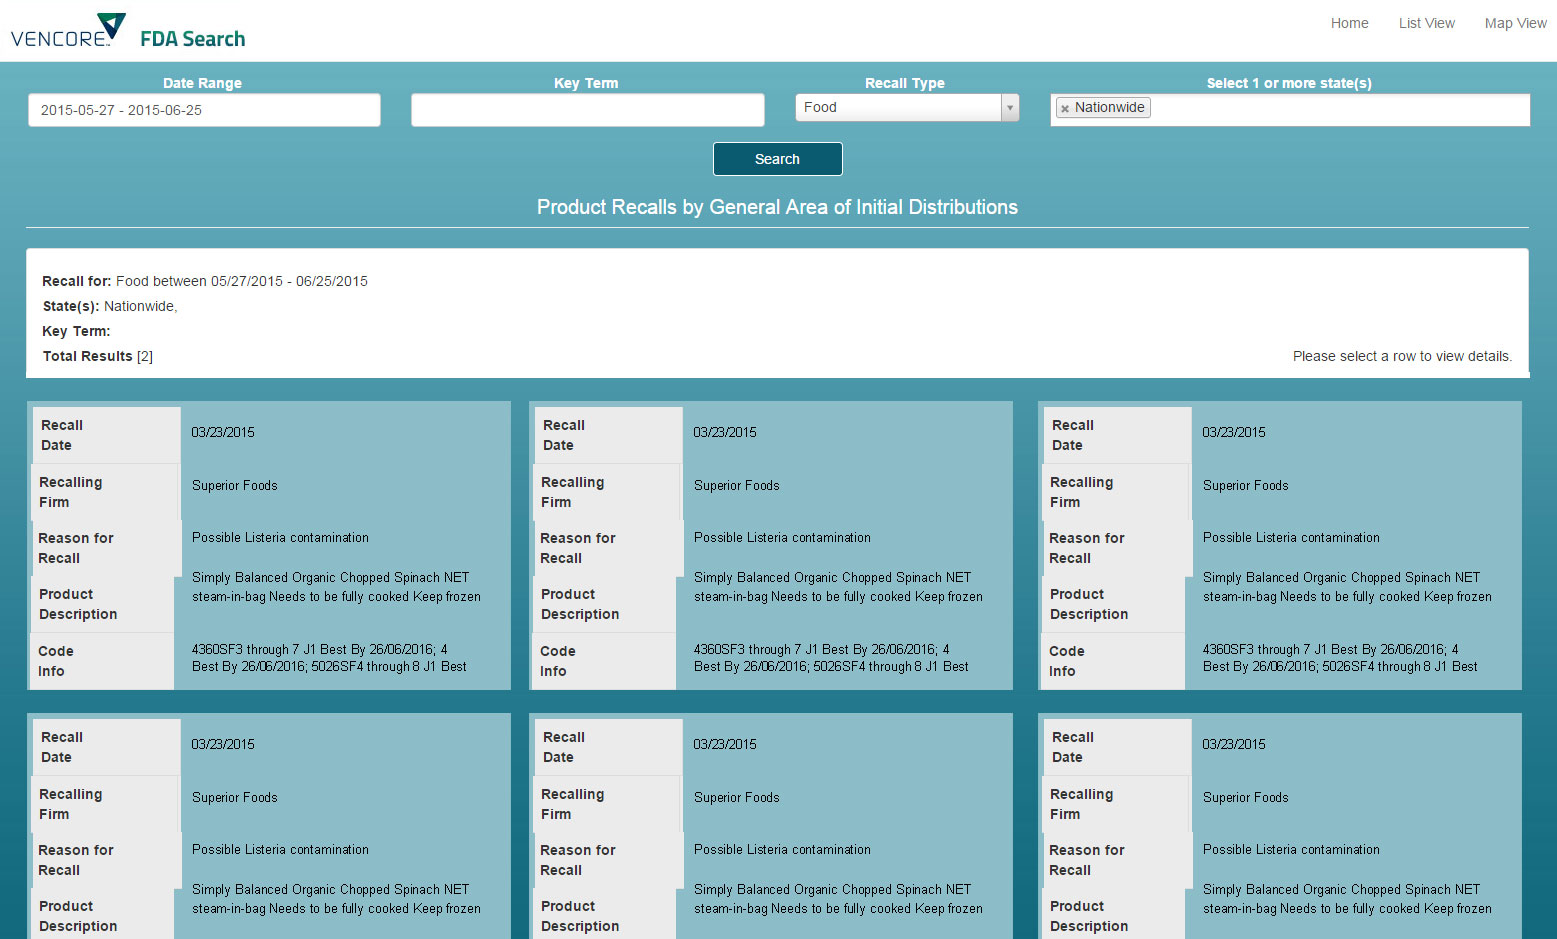 VENCORE™ FDA Search
Home List View Map View
Date Range Key Term Recall Type Select 1 or more state(s)
2015-05-27 - 2015-06-25 Food × Nationwide
Search
Product Recalls by General Area of Initial Distributions
Recall for: Food between 05/27/2015 - 06/25/2015
State(s): Nationwide,
Key Term:
Total Results [2] Please select a row to view details.
Recall
Date
03/23/2015
Recalling
Firm
Superior Foods
Reason for
Recall
Possible Listeria contamination
Product
Description
Simply Balanced Organic Chopped Spinach NET
steam-in-bag Needs to be fully cooked Keep frozen
Code
Info
4360SF3 through 7 J1 Best By 26/06/2016; 4
Best By 26/06/2016; 5026SF4 through 8 J1 Best
Recall
Date
03/23/2015
Recalling
Firm
Superior Foods
Reason for
Recall
Possible Listeria contamination
Product
Description
Simply Balanced Organic Chopped Spinach NET
steam-in-bag Needs to be fully cooked Keep frozen
Code
Info
4360SF3 through 7 J1 Best By 26/06/2016; 4
Best By 26/06/2016; 5026SF4 through 8 J1 Best
Recall
Date
03/23/2015
Recalling
Firm
Superior Foods
Reason for
Recall
Possible Listeria contamination
Product
Description
Simply Balanced Organic Chopped Spinach NET
steam-in-bag Needs to be fully cooked Keep frozen
Code
Info
4360SF3 through 7 J1 Best By 26/06/2016; 4
Best By 26/06/2016; 5026SF4 through 8 J1 Best
Recall
Date
03/23/2015
Recalling
Firm
Superior Foods
Reason for
Recall
Possible Listeria contamination
Product
Description
Simply Balanced Organic Chopped Spinach NET
steam-in-bag Needs to be fully cooked Keep frozen
Recall
Date
03/23/2015
Recalling
Firm
Superior Foods
Reason for
Recall
Possible Listeria contamination
Product
Description
Simply Balanced Organic Chopped Spinach NET
steam-in-bag Needs to be fully cooked Keep frozen
Recall
Date
03/23/2015
Recalling
Firm
Superior Foods
Reason for
Recall
Possible Listeria contamination
Product
Description
Simply Balanced Organic Chopped Spinach NET
steam-in-bag Needs to be fully cooked Keep frozen